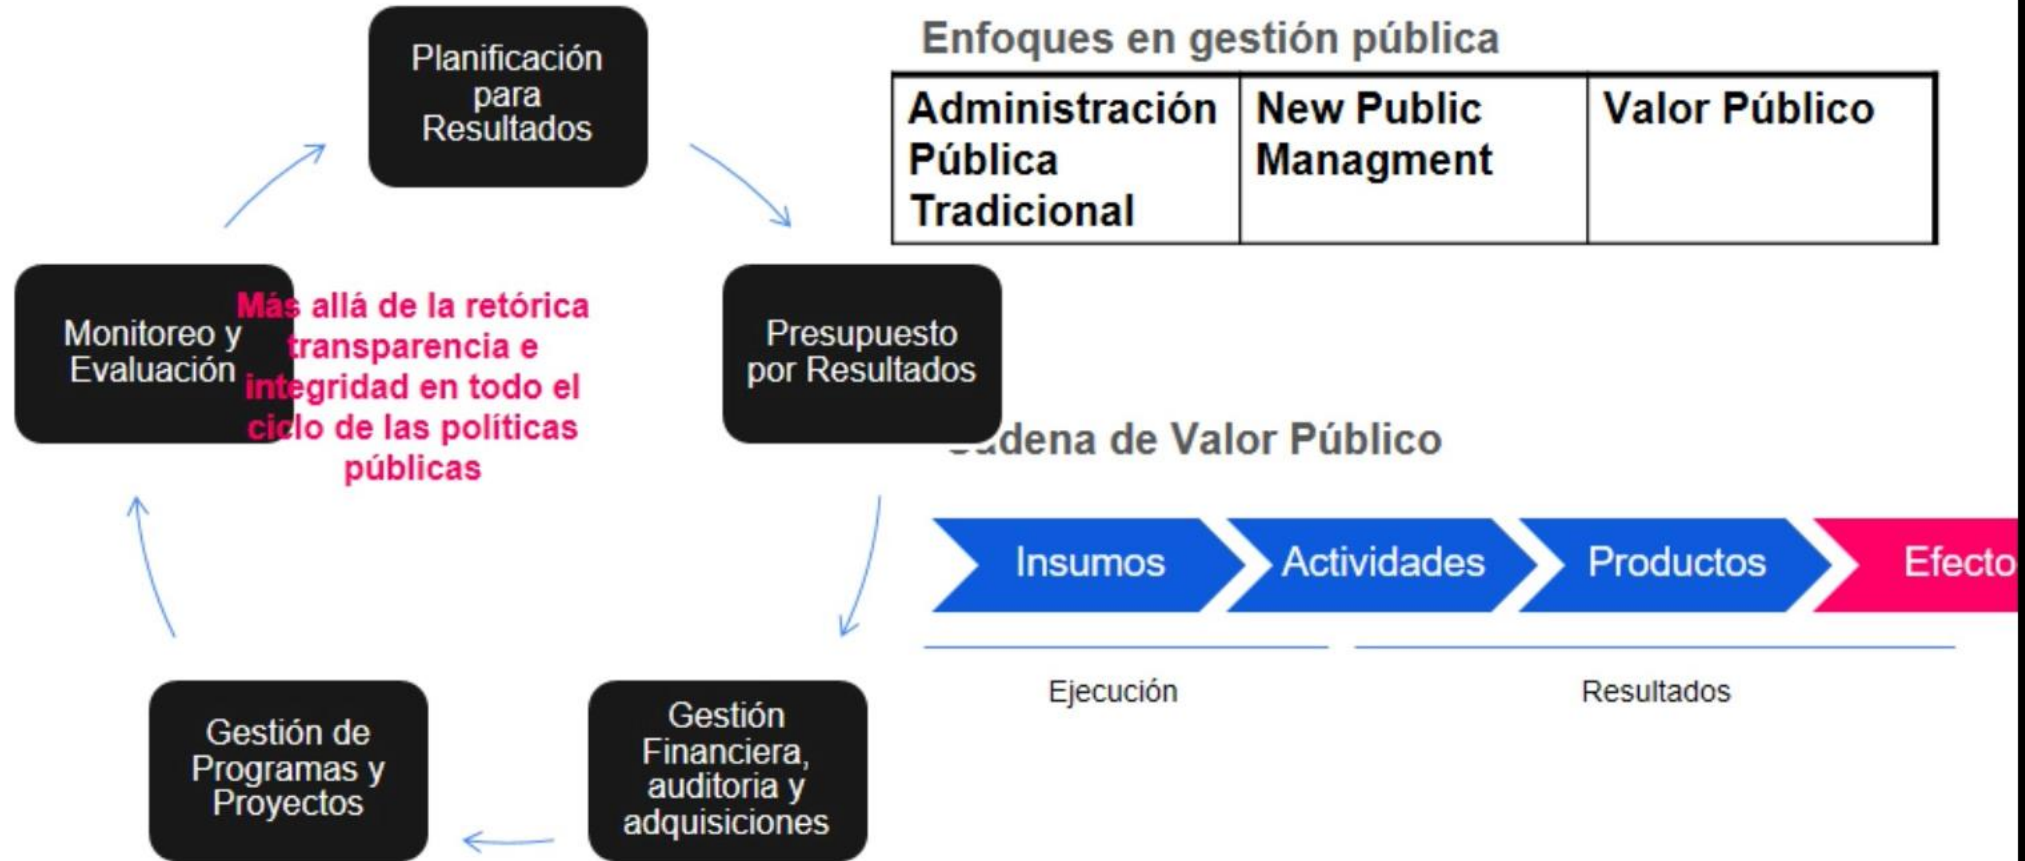 Planificación
para
Resultados
Presupuesto
por Resultados
Gestión
Financiera,
auditoria y
adquisiciones
Gestión de
Programas y
Proyectos
Monitoreo y
Evaluación
Más allá de la retórica
transparencia e
integridad en todo el
ciclo de las políticas
públicas
Enfoques en gestión pública
Administración
Pública
Tradicional
New Public
Managment
Valor Público
de Valor Público
Insumos
Actividades
Productos
Efecto
Ejecución
Resultados